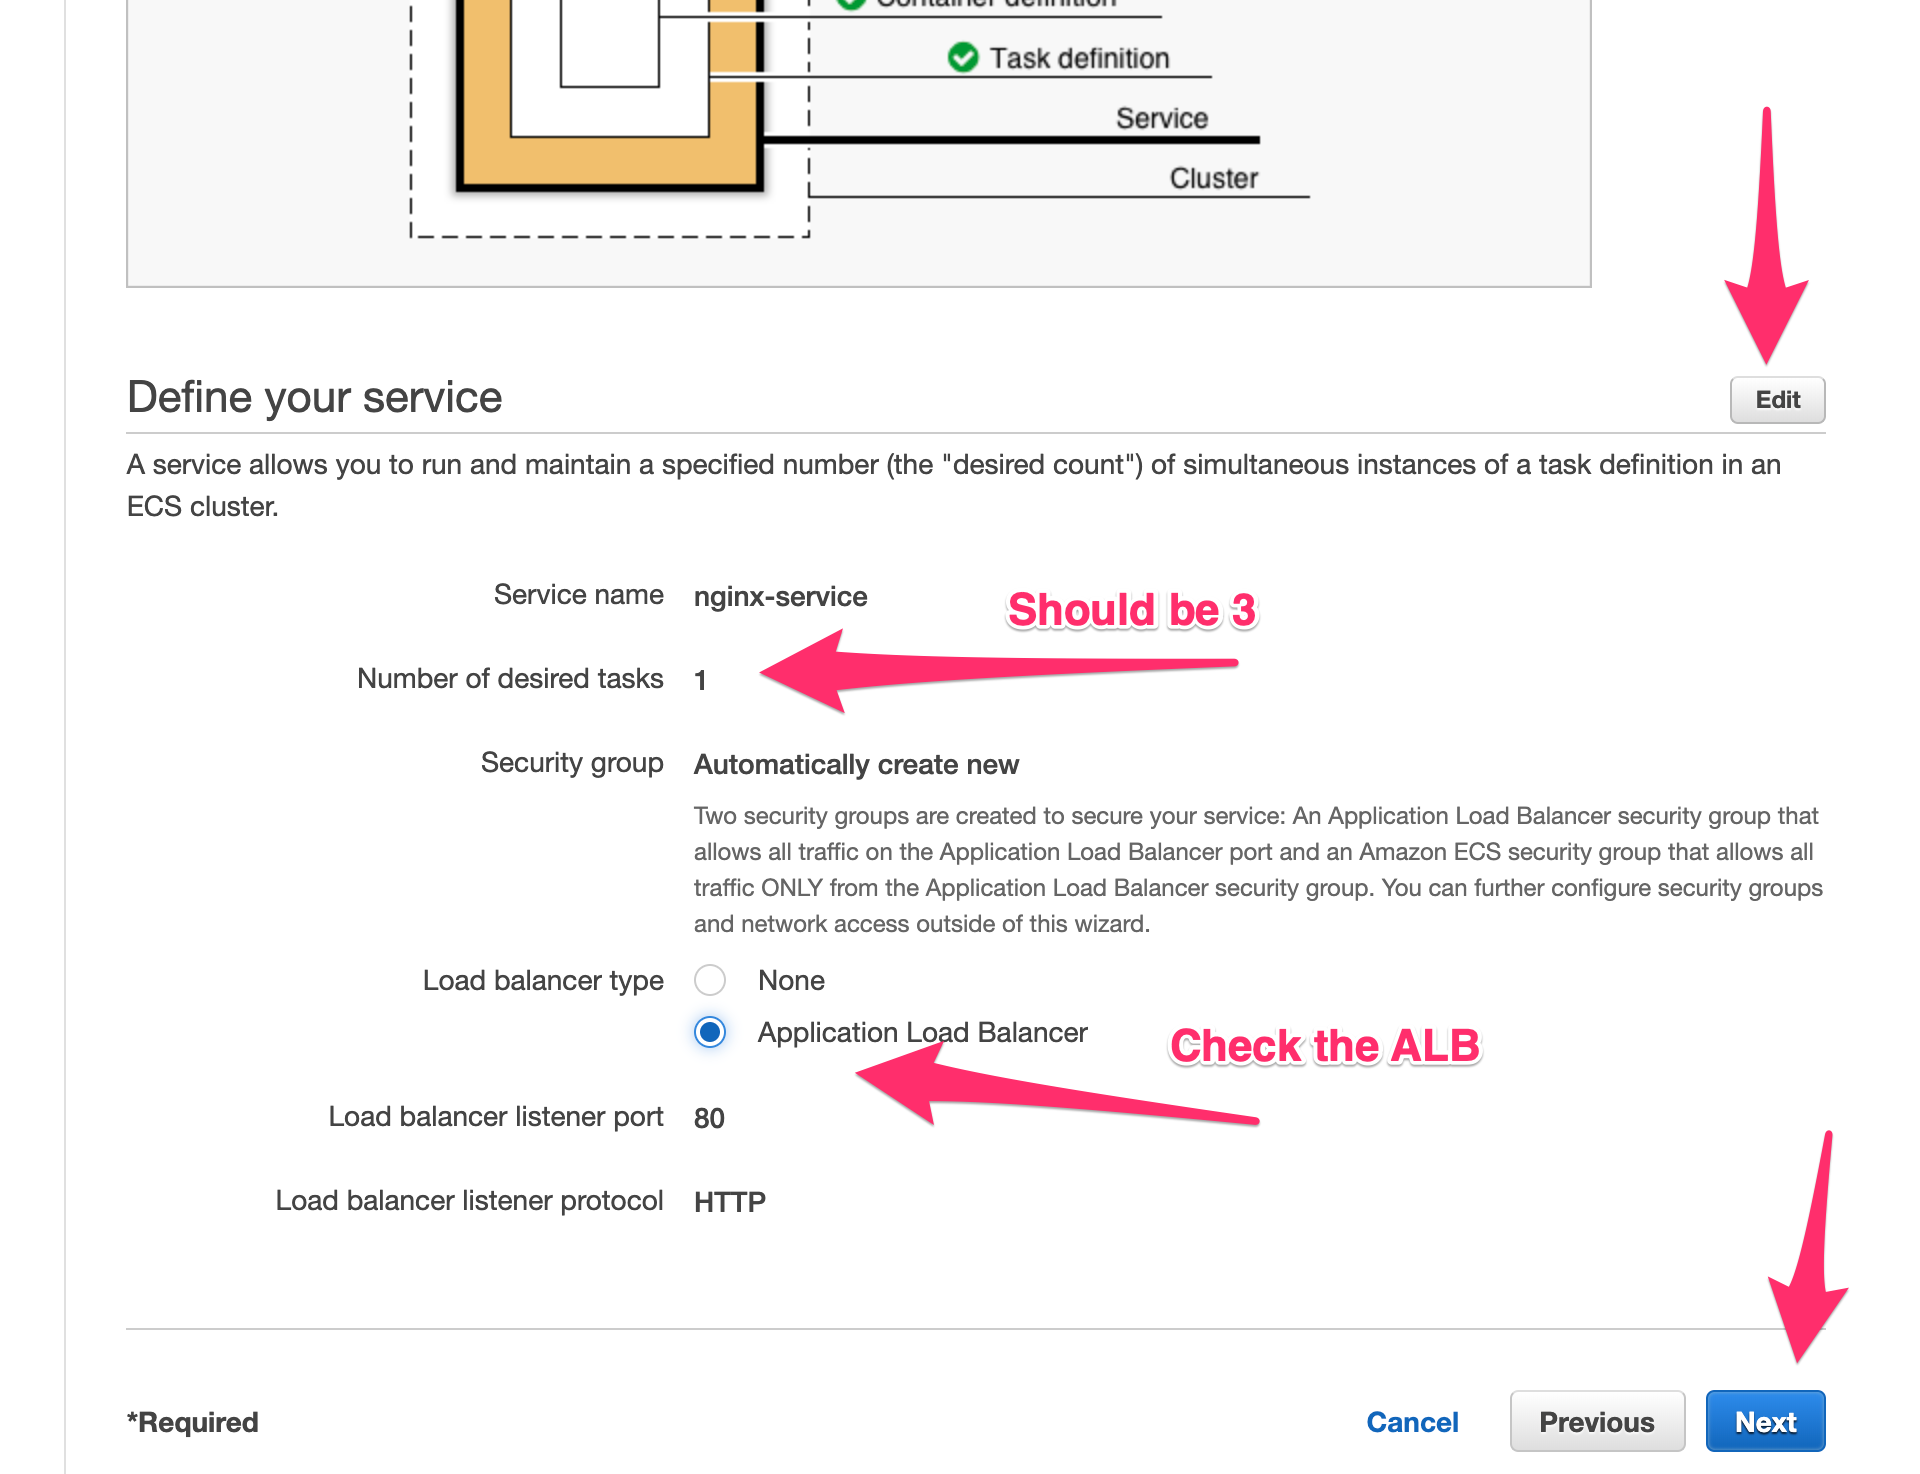 Container definition
Task definition
Service
Cluster
Define your service
Edit
A service allows you to run and maintain a specified number (the "desired count") of simultaneous instances of a task definition in an
ECS cluster.
Service name nginx-service
Should be 3
Number of desired tasks 1
Security group Automatically create new
Two security groups are created to secure your service: An Application Load Balancer security group that
allows all traffic on the Application Load Balancer port and an Amazon ECS security group that allows all
traffic ONLY from the Application Load Balancer security group. You can further configure security groups
and network access outside of this wizard.
Load balancer type None
Application Load Balancer
Check the ALB
Load balancer listener port 80
Load balancer listener protocol HTTP
*Required Cancel Previous Next